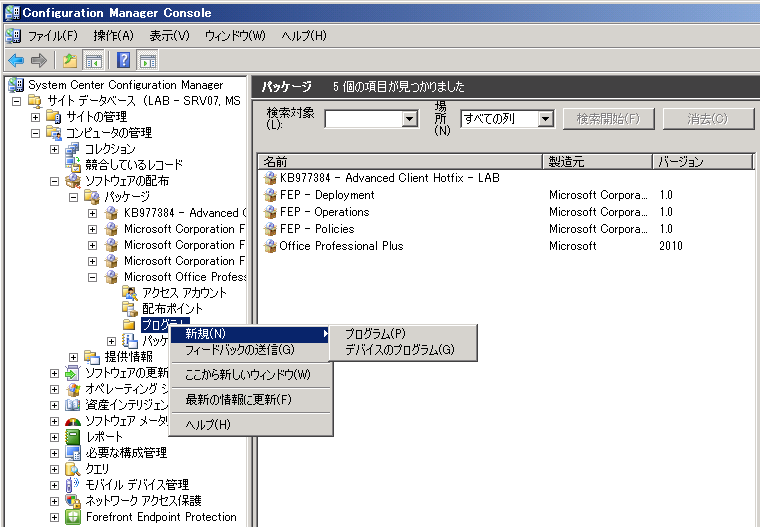 Configuration Manager Console
ファイル(F) 操作(A) 表示(V) ウィンドウ(W) ヘルプ(H)
System Center Configuration Manager
サイト データベース (LAB - SRV07, MS
サイトの管理
コンピュータの管理
コレクション
競合しているレコード
ソフトウェアの配布
パッケージ
KB977384 - Advanced C
Microsoft Corporation F
Microsoft Corporation F
Microsoft Corporation F
Microsoft Office Profess
アクセス アカウント
配布ポイント
プログラム
パッケ
提供情報
ソフトウェアの更新
オペレーティング シ
資産インテリジェン
ソフトウェア メータリ
レポート
必要な構成管理
クエリ
モバイル デバイス管理
ネットワーク アクセス保護
Forefront Endpoint Protection
新規(N)
フィードバックの送信(G)
ここから新しいウィンドウ(W)
最新の情報に更新(F)
ヘルプ(H)
プログラム(P)
デバイスのプログラム(G)
パッケージ 5 個の項目が見つかりました
検索対象(L):
場所(N)
すべての列
検索開始(F)
消去(C)
名前 製造元 バージョン
KB977384 - Advanced Client Hotfix - LAB
FEP - Deployment Microsoft Corpora... 1.0
FEP - Operations Microsoft Corpora... 1.0
FEP - Policies Microsoft Corpora... 1.0
Office Professional Plus Microsoft 2010